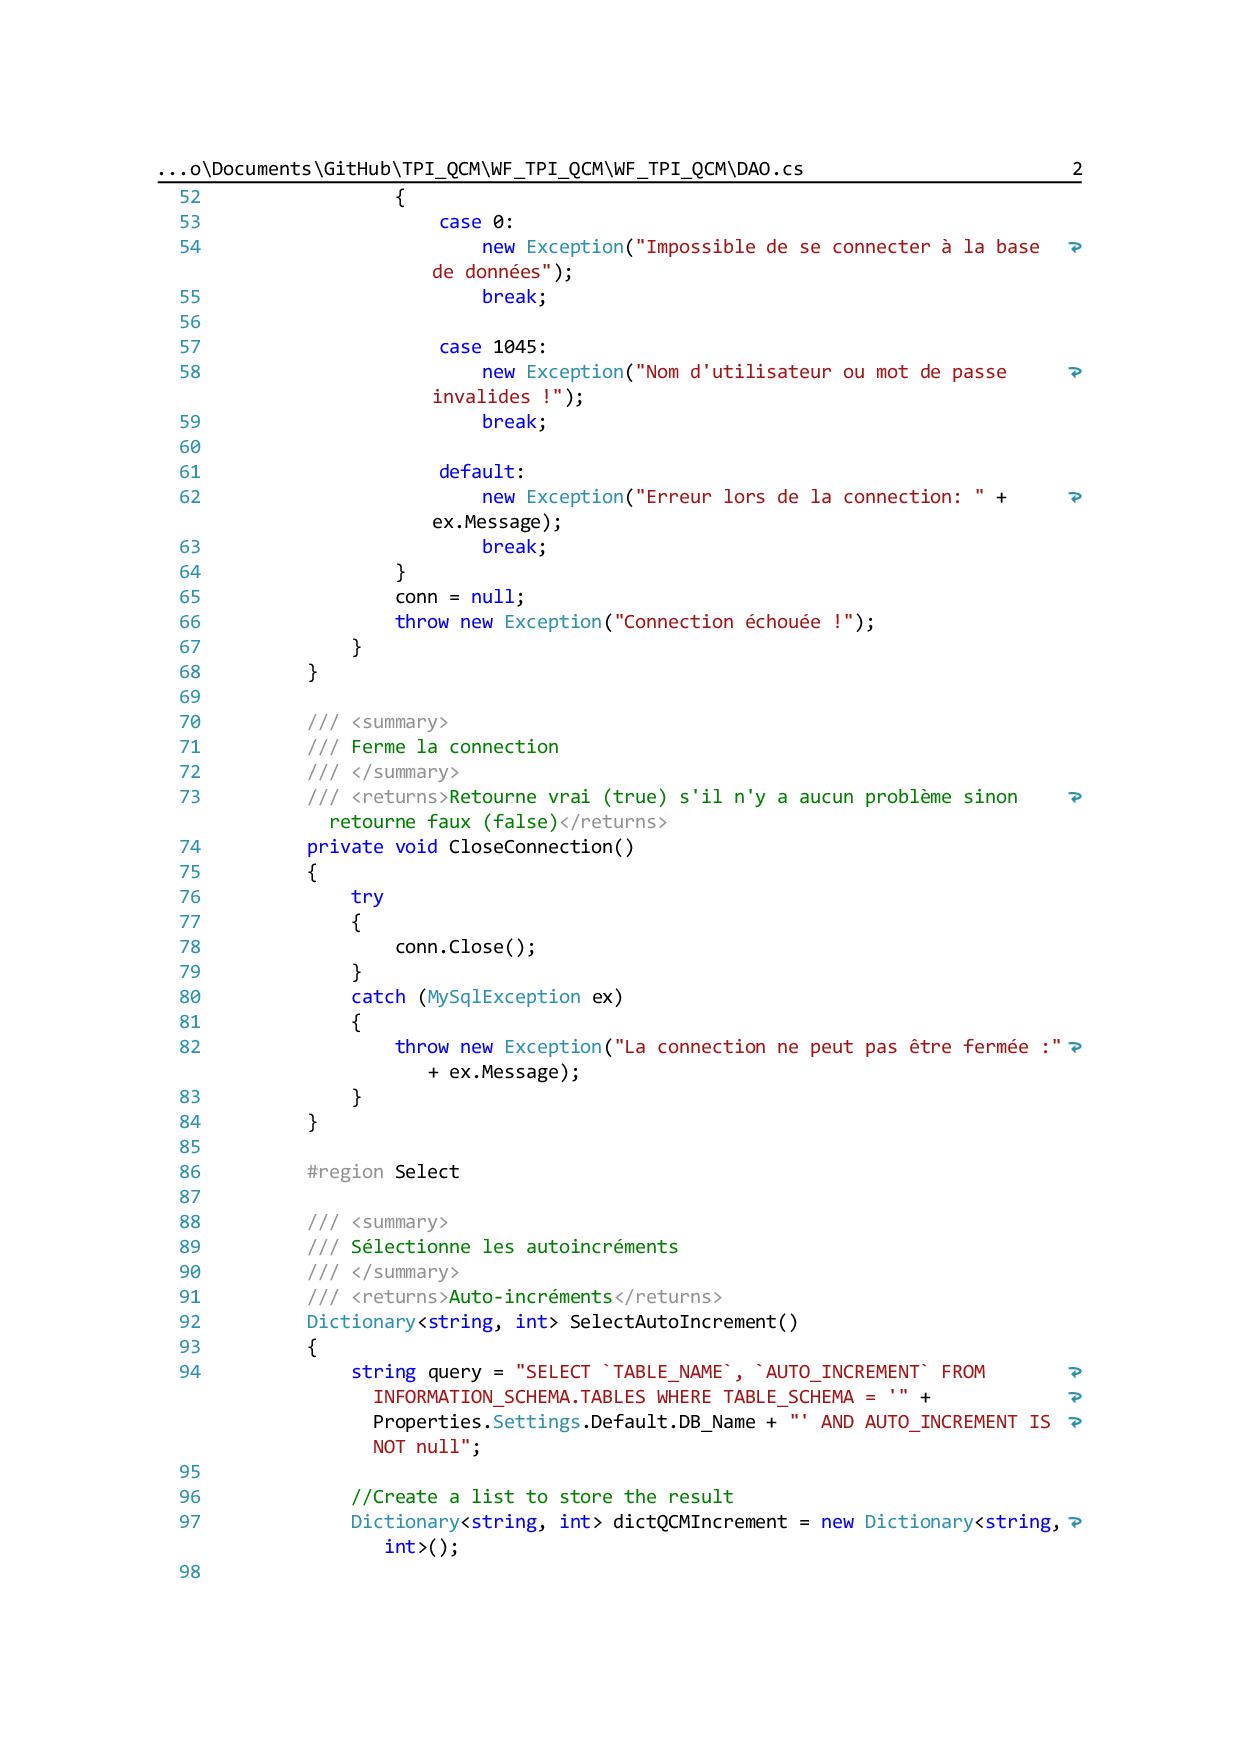 ...o\Documents\GitHub\TPI_QCM\WF_TPI_QCM\WF_TPI_QCM\DAO.cs 2
52 {
53 case 0:
54 new Exception("Impossible de se connecter à la base
de données");
55 break;
56
57 case 1045:
58 new Exception("Nom d'utilisateur ou mot de passe
invalides !");
59 break;
60
61 default:
62 new Exception("Erreur lors de la connection: " +
ex.Message);
63 break;
64 }
65 conn = null;
66 throw new Exception("Connection échouée !");
67 }
68 }
69
70 /// <summary>
71 /// Ferme la connection
72 /// </summary>
73 /// <returns>Retourne vrai (true) s'il n'y a aucun problème sinon
retourne faux (false)</returns>
74 private void CloseConnection()
75 {
76 try
77 {
78 conn.Close();
79 }
80 catch (MySqlException ex)
81 {
82 throw new Exception("La connection ne peut pas être fermée :"
+ ex.Message);
83 }
84 }
85
86 #region Select
87
88 /// <summary>
89 /// Sélectionne les autoincréments
90 /// </summary>
91 /// <returns>Auto-incréments</returns>
92 Dictionary<string, int> SelectAutoIncrement()
93 {
94 string query = "SELECT `TABLE_NAME`, `AUTO_INCREMENT` FROM
INFORMATION_SCHEMA.TABLES WHERE TABLE_SCHEMA = '" +
Properties.Settings.Default.DB_Name + "' AND AUTO_INCREMENT IS
NOT null";
95
96 //Create a list to store the result
97 Dictionary<string, int> dictQCMIncrement = new Dictionary<string,
int>();
98